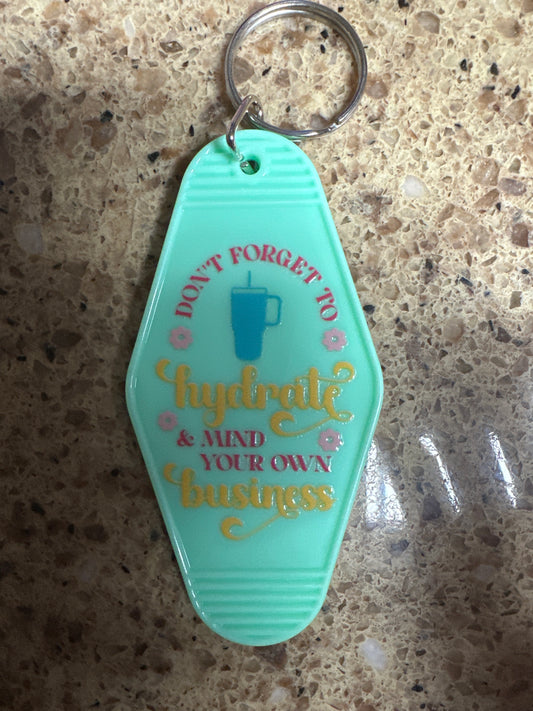 DON'T FORGET TO
hydrate
& MIND
YOUR OWN
business